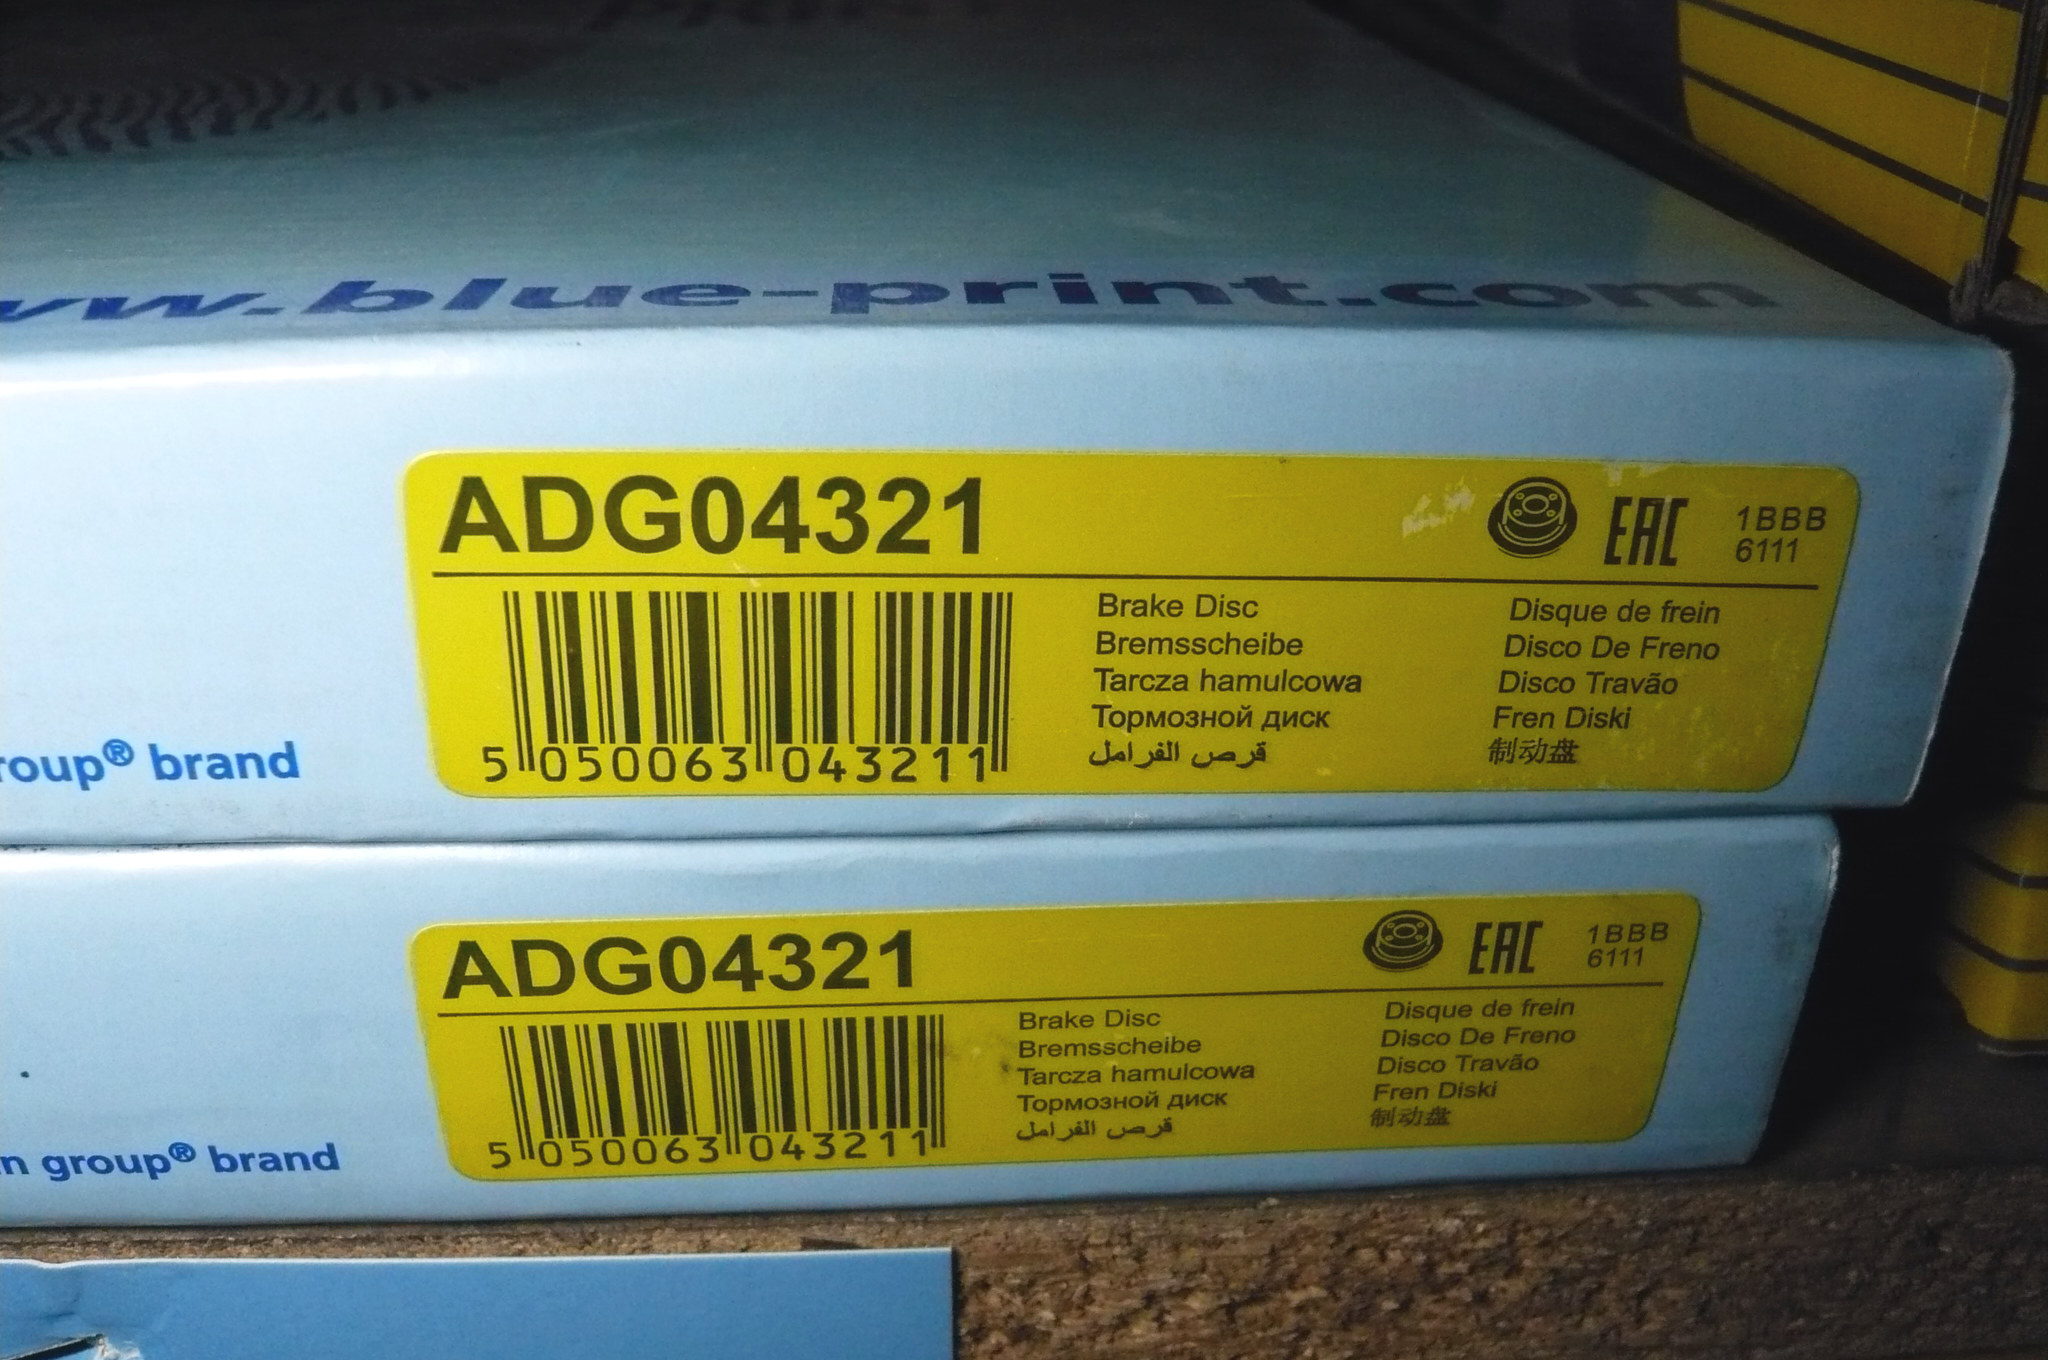 www.blue-print.com
ADG04321
EAC
1BBB
6111
Brake Disc
Bremsscheibe
Tarcza hamulcowa
Тормозной диск
قرص الفرامل
Disque de frein
Disco De Freno
Disco Travão
Fren Diski
制动盘
5 050063 043211
group® brand
ADG04321
EAC
1BBB
6111
Brake Disc
Bremsscheibe
Tarcza hamulcowa
Тормозной диск
قرص الفرامل
Disque de frein
Disco De Freno
Disco Travão
Fren Diski
制动盘
5 050063 043211
group® brand